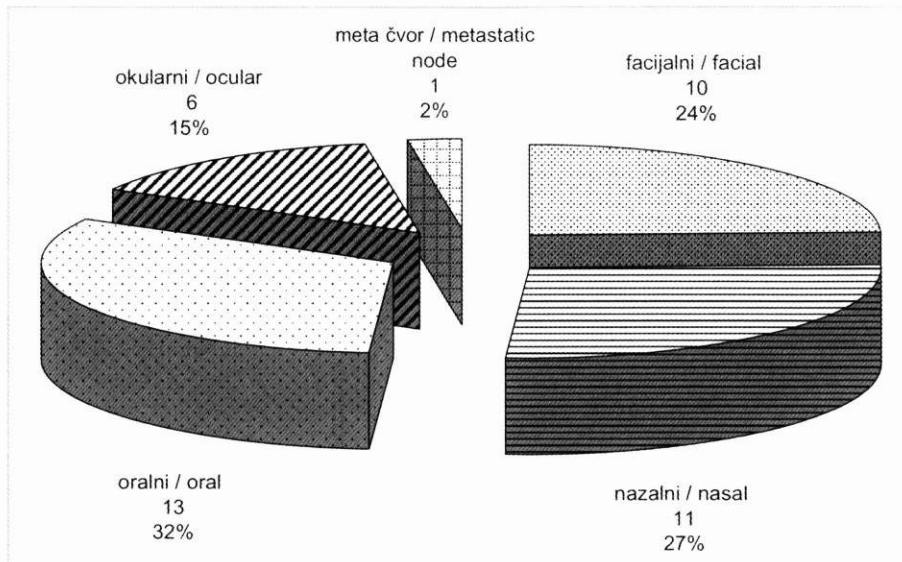 meta čvor / metastatic
node
1
2%
okularni / ocular
6
15%
facijalni / facial
10
24%
oralni / oral
13
32%
nazalni / nasal
11
27%